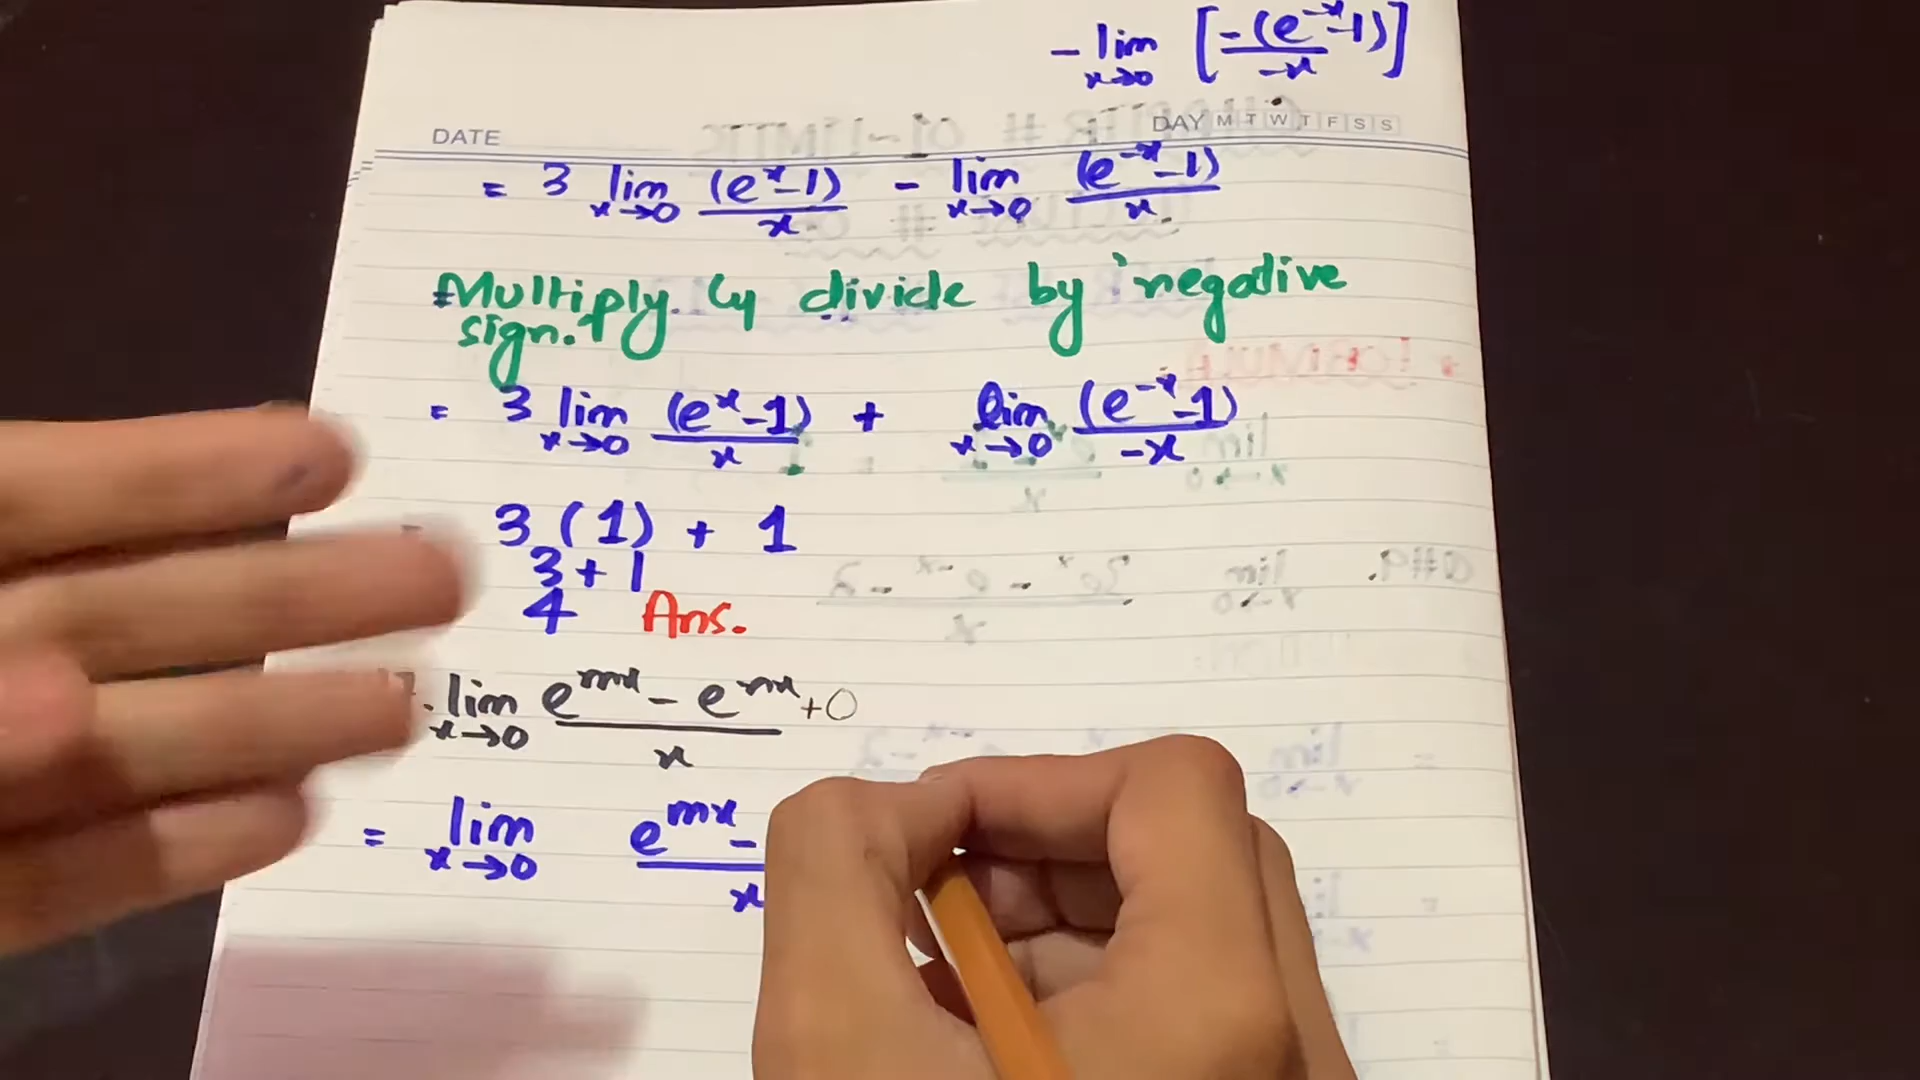 -lim x→0 [-(e^-x-1)/-x]
DATE DAY M T W T F S S
= 3 lim x→0 (e^x-1)/x - lim x→0 (e^-x-1)/x
Multiply & divide by negative
sign.
= 3 lim x→0 (e^x-1)/x + lim x→0 (e^-x-1)/-x
3 (1) + 1
3+1
4 Ans.
lim x→0 e^mx - e^nx +0 / x
= lim x→0 e^mx - / x